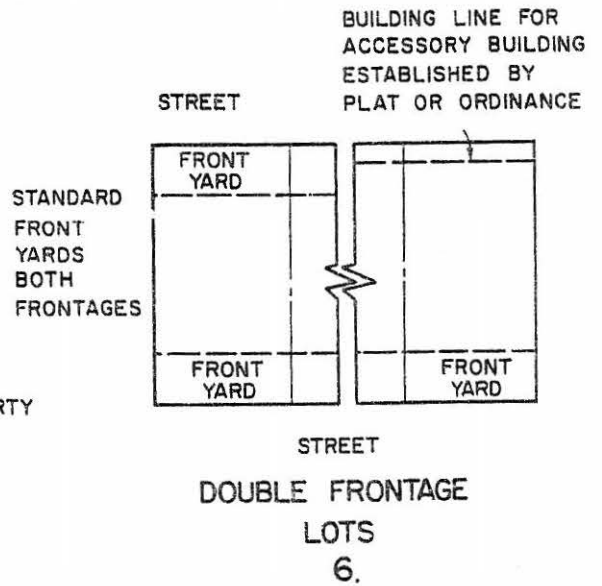 BUILDING LINE FOR
ACCESSORY BUILDING
ESTABLISHED BY
PLAT OR ORDINANCE
STREET
FRONT
YARD
STANDARD
FRONT
YARDS
BOTH
FRONTAGES
FRONT
YARD
FRONT
YARD
RTY
STREET
DOUBLE FRONTAGE
LOTS
6.